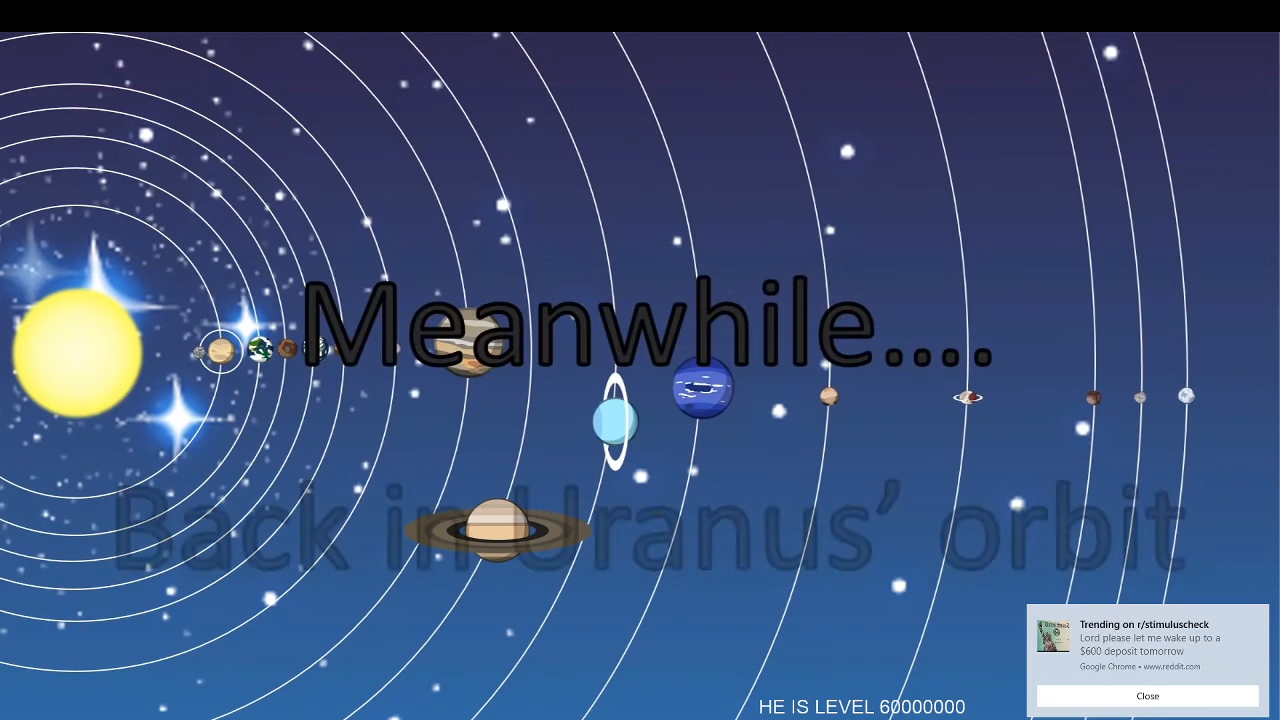 Meanwhile....
Back in Uranus’ orbit
Trending on r/stimuluscheck
Lord please let me wake up to a
$600 deposit tomorrow
Google Chrome • www.reddit.com
Close
HE IS LEVEL 60000000